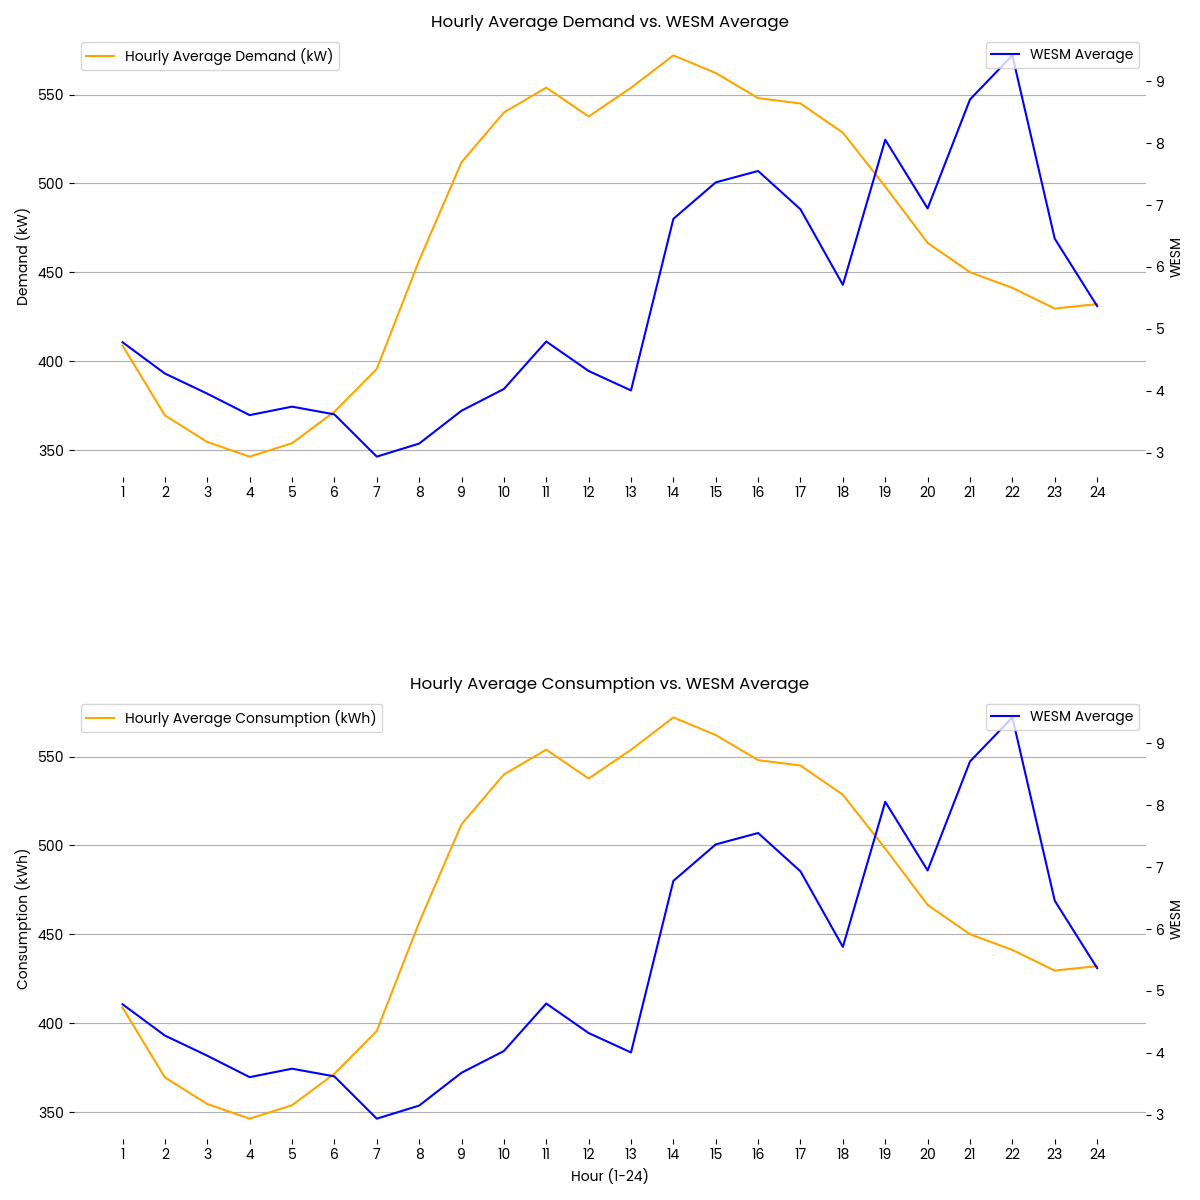 Hourly Average Demand vs. WESM Average
Hourly Average Demand (kW)
WESM Average
Demand (kW)
550
500
450
400
350
9
8
7
6
5
4
3
WESM
1 2 3 4 5 6 7 8 9 10 11 12 13 14 15 16 17 18 19 20 21 22 23 24
Hourly Average Consumption vs. WESM Average
Hourly Average Consumption (kWh)
WESM Average
Consumption (kWh)
550
500
450
400
350
9
8
7
6
5
4
3
WESM
1 2 3 4 5 6 7 8 9 10 11 12 13 14 15 16 17 18 19 20 21 22 23 24
Hour (1-24)